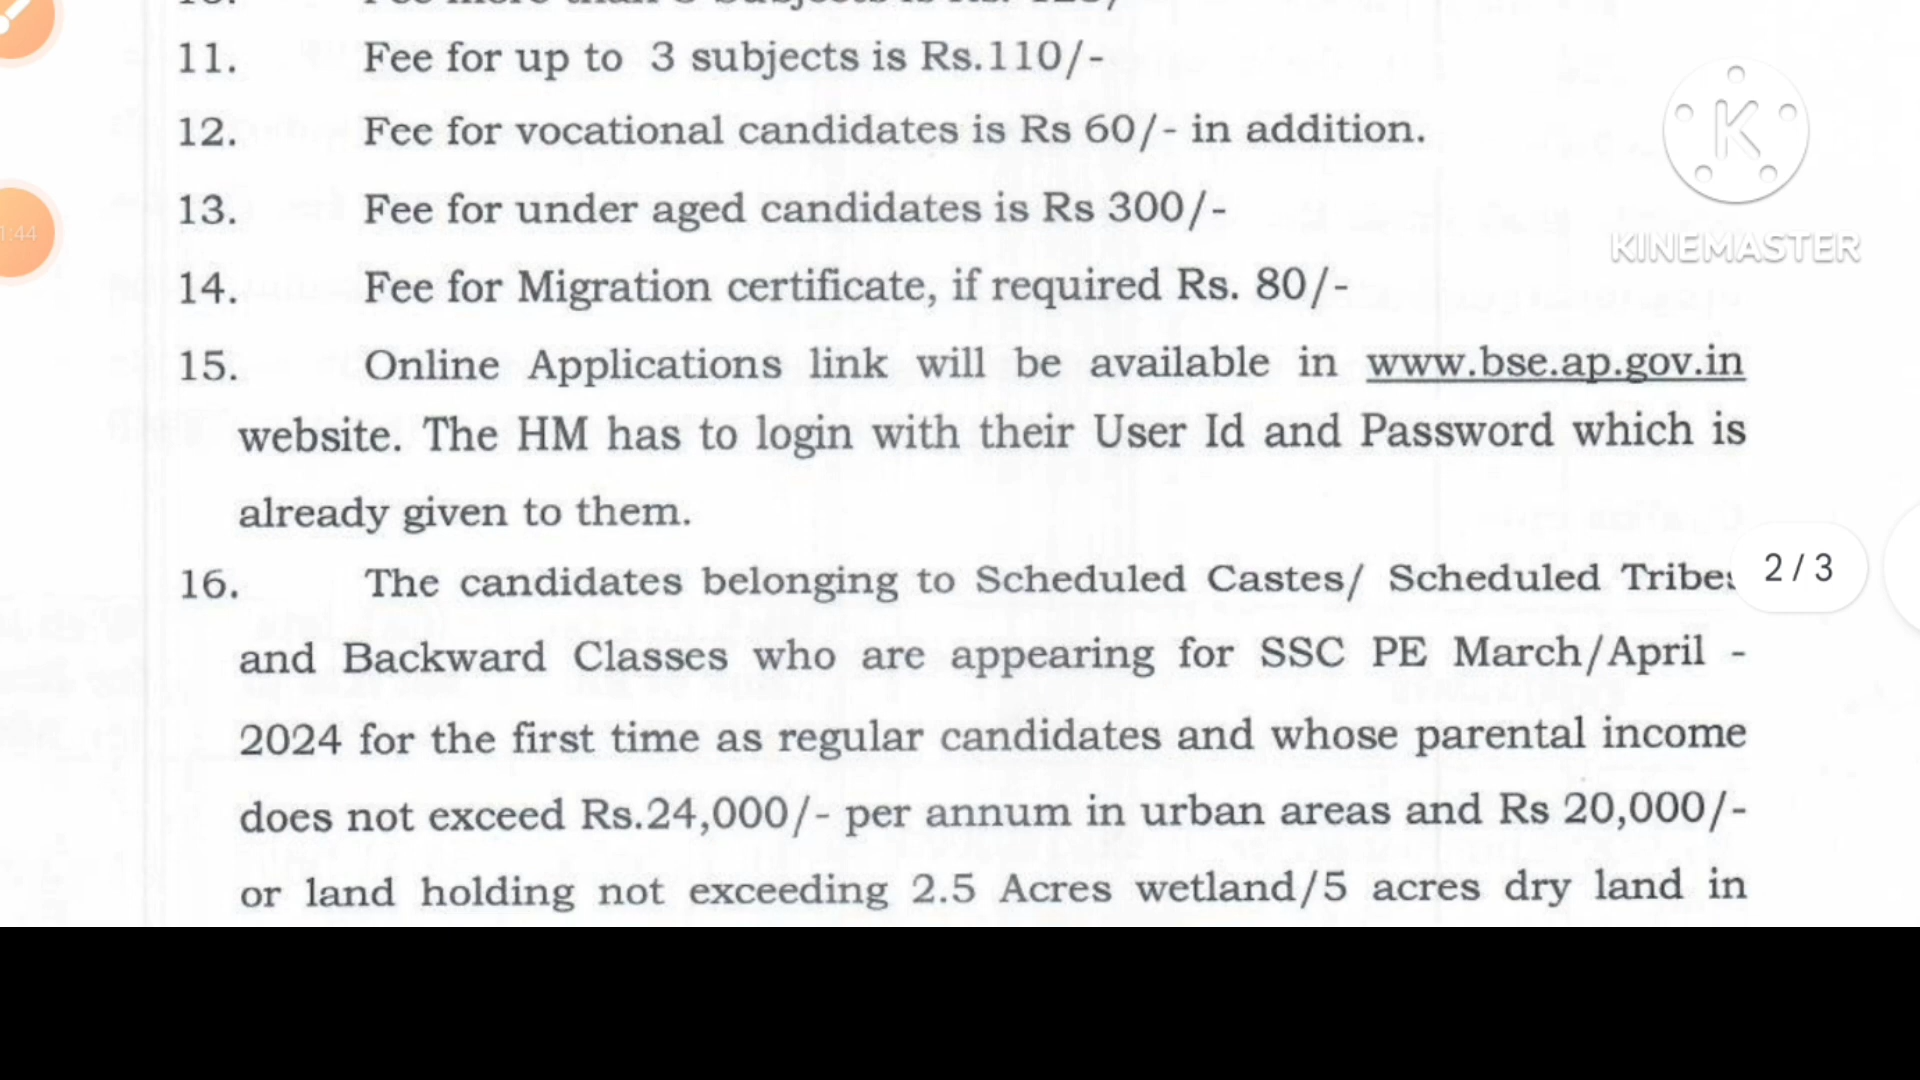 11. Fee for up to 3 subjects is Rs.110/-
12. Fee for vocational candidates is Rs 60/- in addition.
13. Fee for under aged candidates is Rs 300/-
14. Fee for Migration certificate, if required Rs. 80/-
15. Online Applications link will be available in www.bse.ap.gov.in
website. The HM has to login with their User Id and Password which is
already given to them.
16. The candidates belonging to Scheduled Castes/ Scheduled Tribes
and Backward Classes who are appearing for SSC PE March/April -
2024 for the first time as regular candidates and whose parental income
does not exceed Rs.24,000/- per annum in urban areas and Rs 20,000/-
or land holding not exceeding 2.5 Acres wetland/5 acres dry land in
K
KINEMASTER
1:44
2 / 3